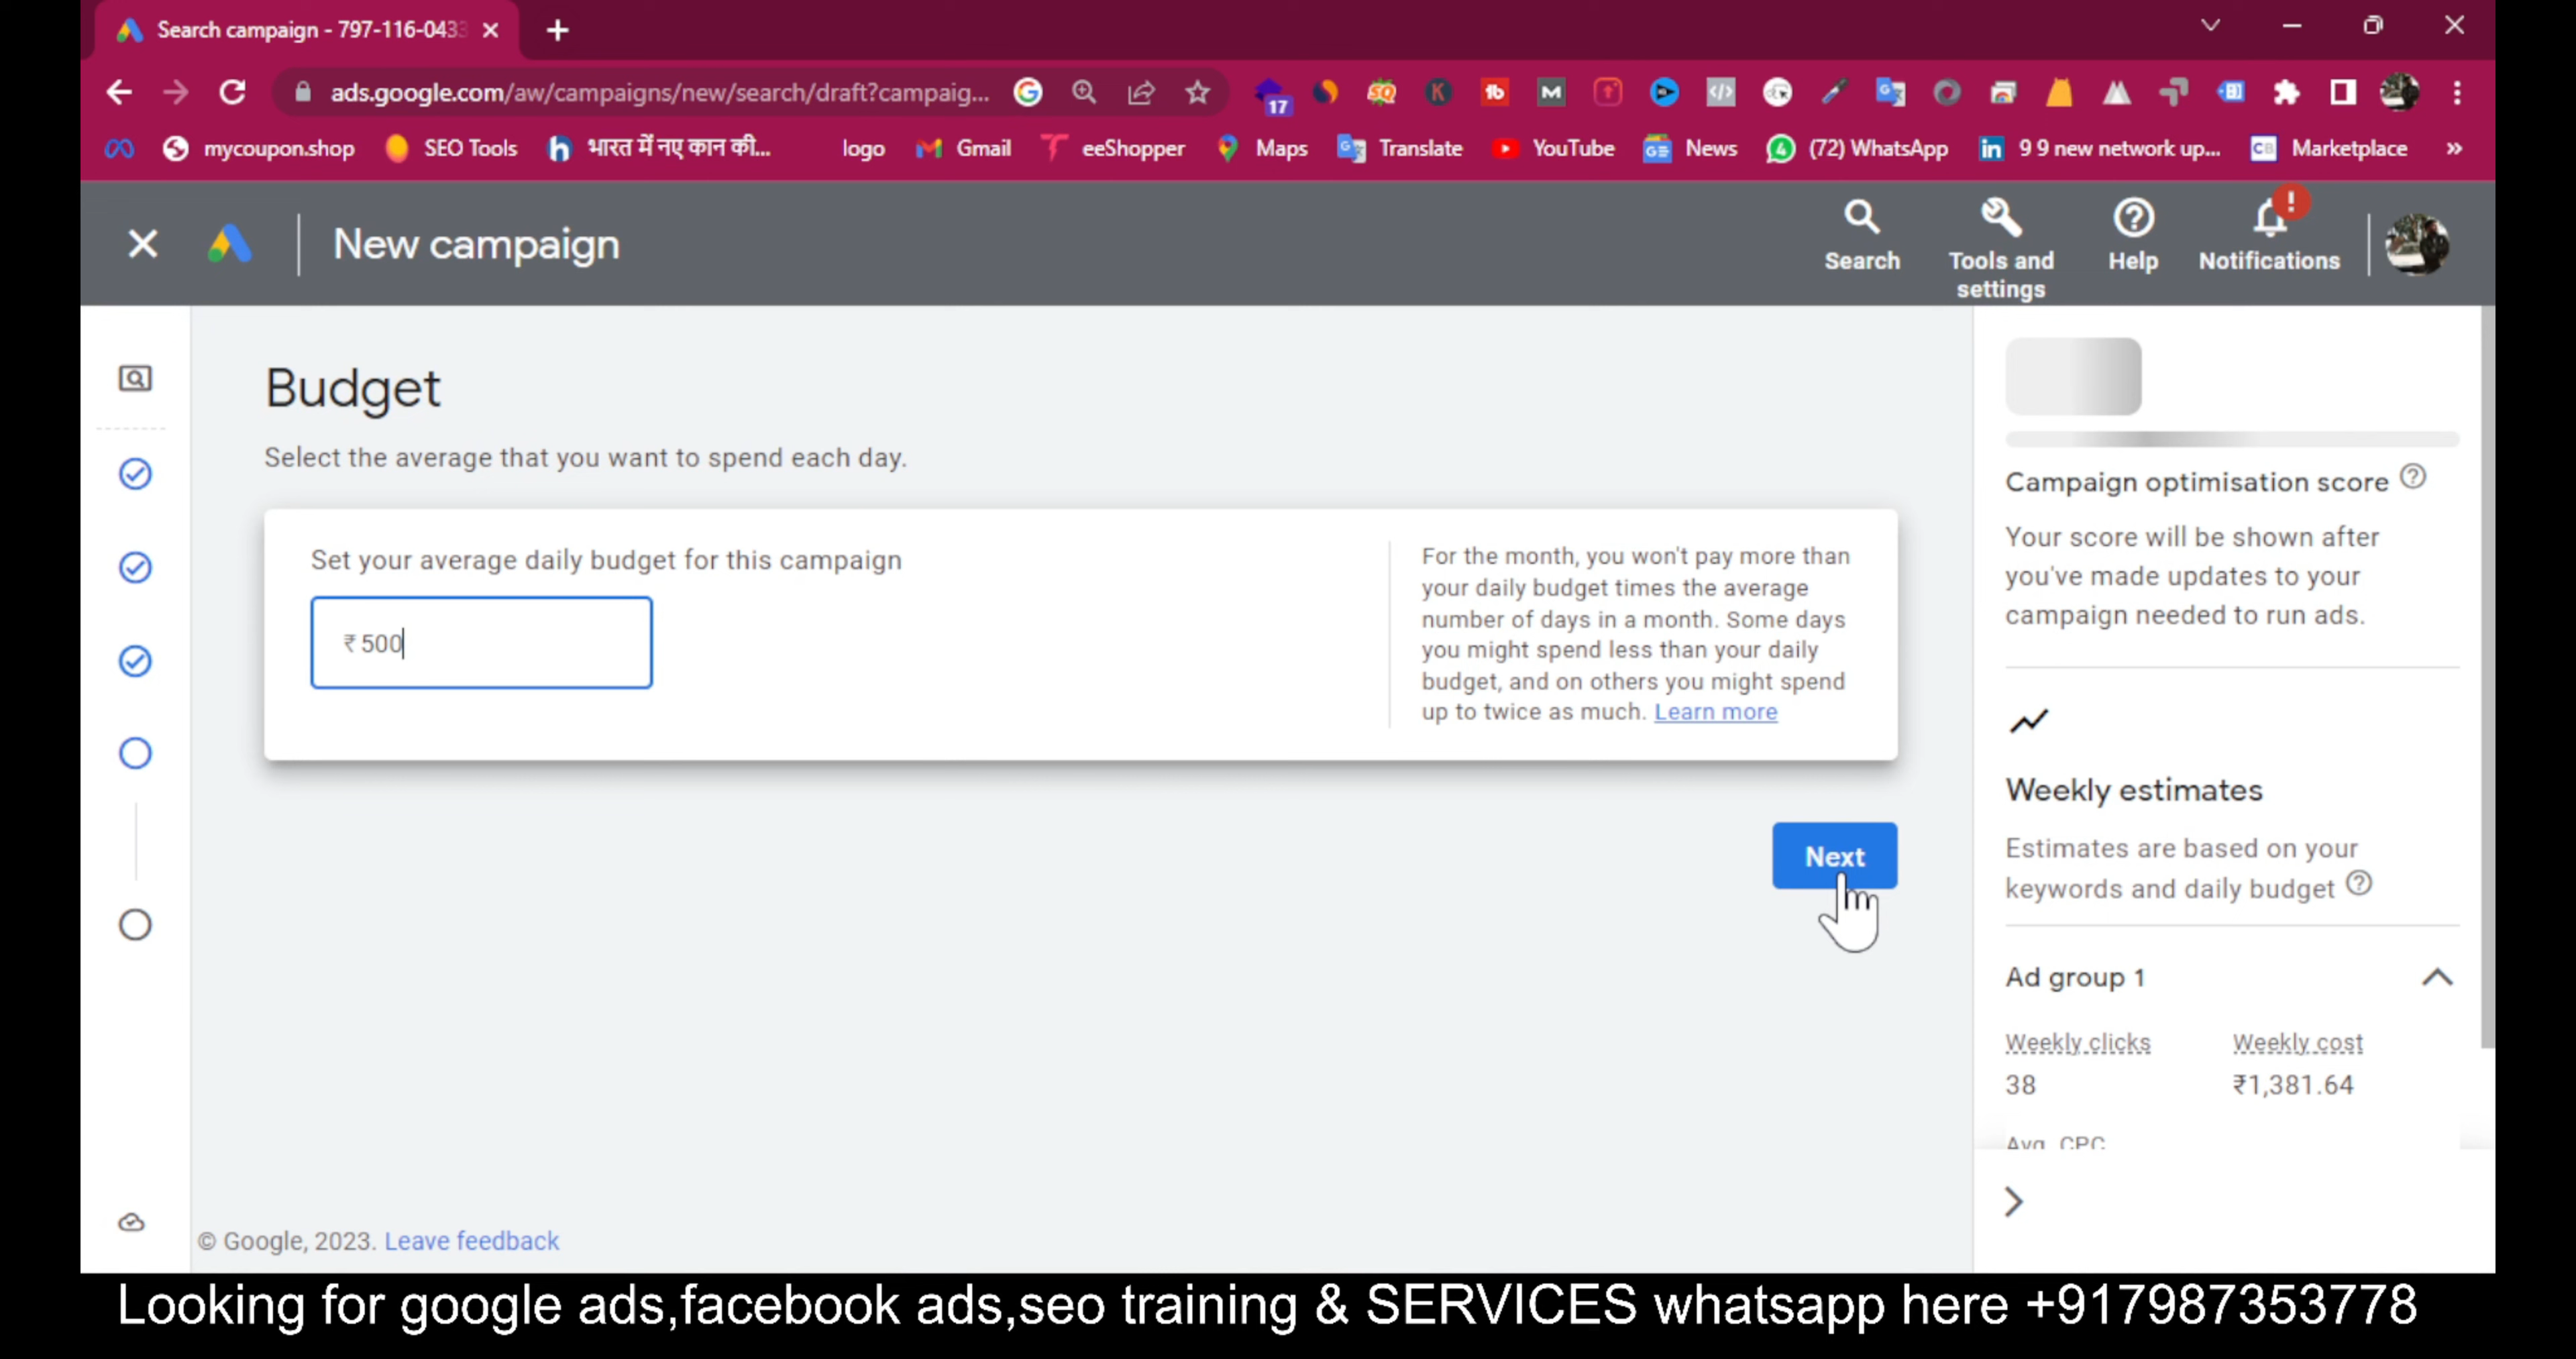 Search campaign - 797-116-0433
ads.google.com/aw/campaigns/new/search/draft?campaig...
17
mycoupon.shop
SEO Tools
भारत में नए कान की...
logo
Gmail
eeShopper
Maps
Translate
YouTube
News
(72) WhatsApp
9 9 new network up...
Marketplace
New campaign
Search
Tools and
settings
Help
Notifications
Budget
Select the average that you want to spend each day.
Set your average daily budget for this campaign
₹ 500
For the month, you won't pay more than
your daily budget times the average
number of days in a month. Some days
you might spend less than your daily
budget, and on others you might spend
up to twice as much. Learn more
Next
Campaign optimisation score
Your score will be shown after
you've made updates to your
campaign needed to run ads.
Weekly estimates
Estimates are based on your
keywords and daily budget
Ad group 1
Weekly clicks
Weekly cost
38
₹1,381.64
Avg. CPC
© Google, 2023. Leave feedback
Looking for google ads,facebook ads,seo training & SERVICES whatsapp here +917987353778